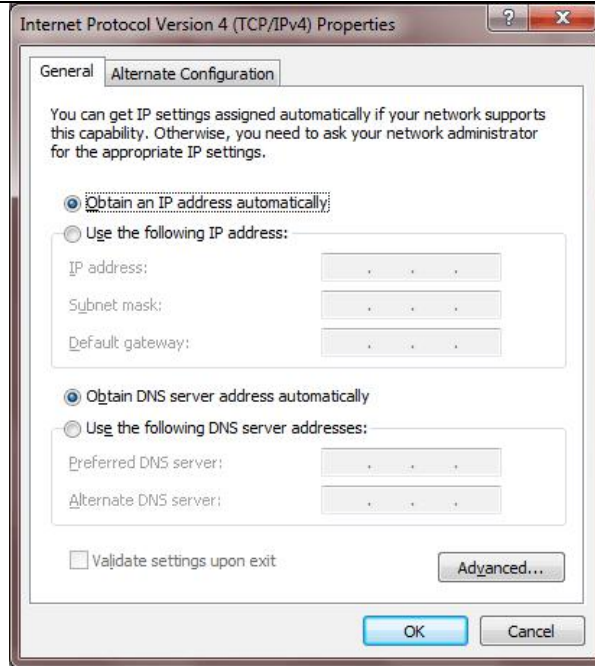 Internet Protocol Version 4 (TCP/IPv4) Properties
General Alternate Configuration
You can get IP settings assigned automatically if your network supports
this capability. Otherwise, you need to ask your network administrator
for the appropriate IP settings.
Obtain an IP address automatically
Use the following IP address:
IP address:
Subnet mask:
Default gateway:
Obtain DNS server address automatically
Use the following DNS server addresses:
Preferred DNS server:
Alternate DNS server:
Validate settings upon exit
Advanced...
OK Cancel